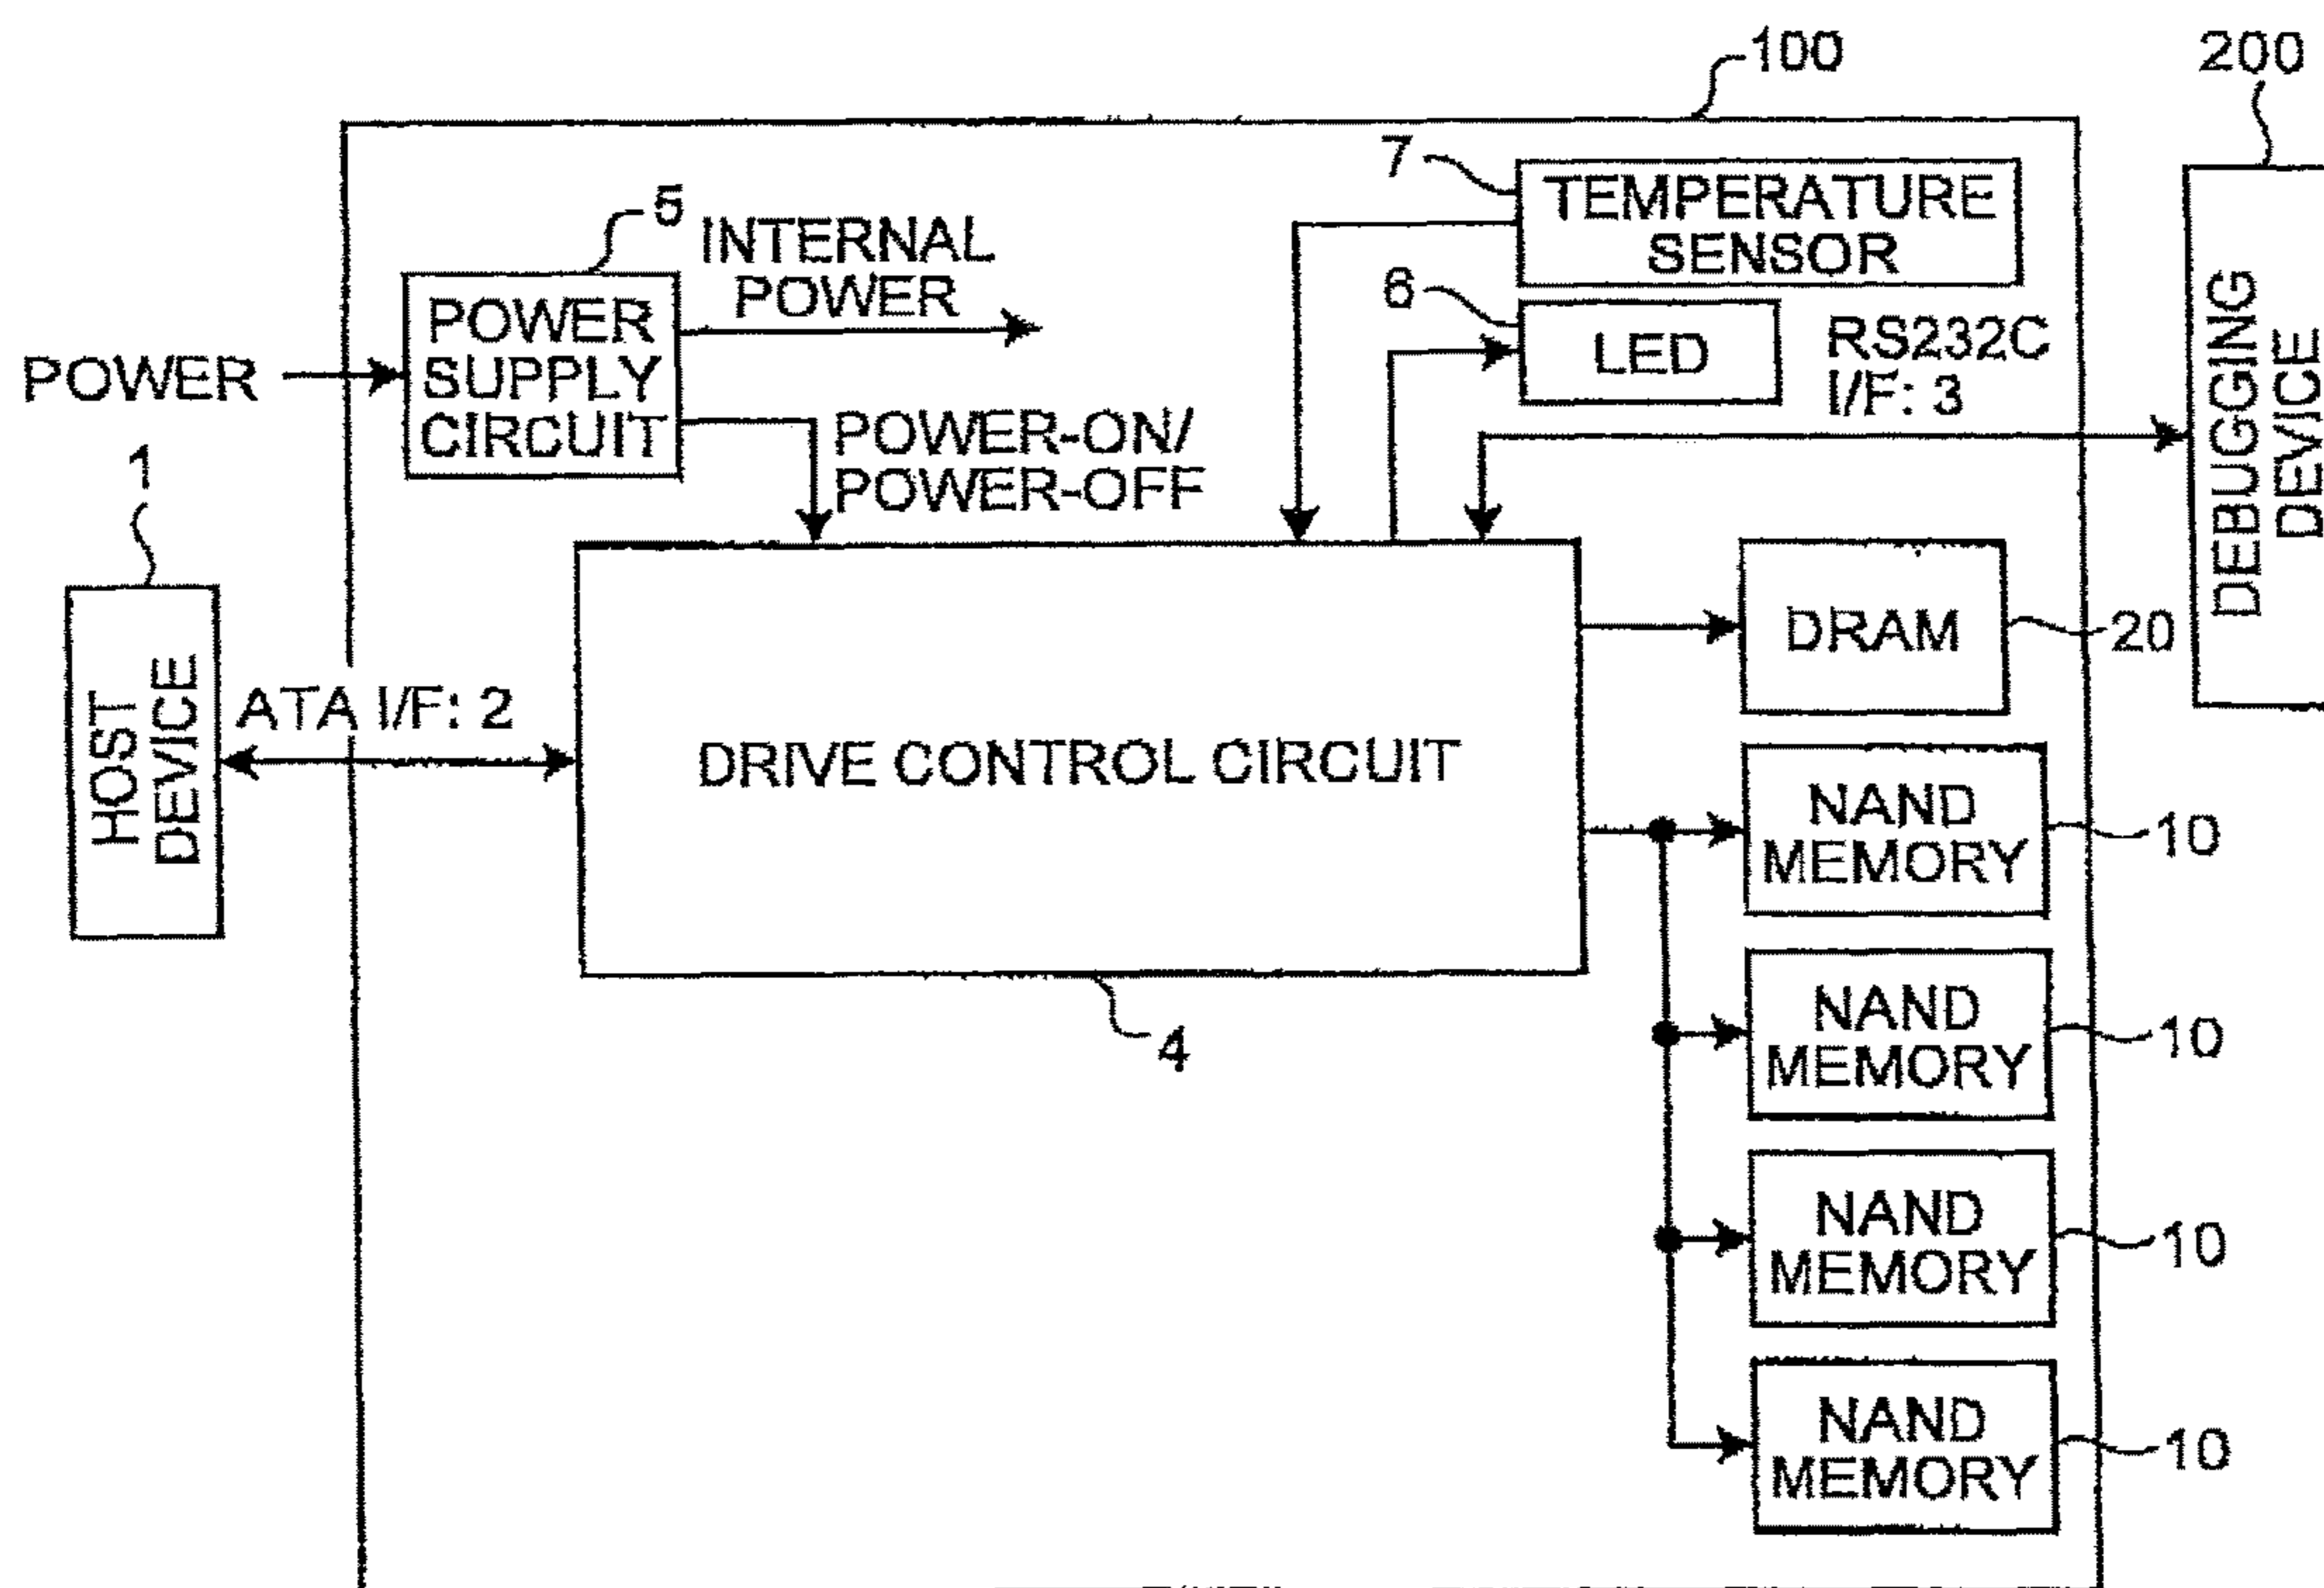 100
200
7
TEMPERATURE
SENSOR
5
INTERNAL
POWER
6
LED
RS232C
I/F: 3
POWER
SUPPLY
CIRCUIT
POWER
POWER-ON/
POWER-OFF
DEBUGGING
DEVICE
1
HOST
DEVICE
ATA I/F: 2
DRIVE CONTROL CIRCUIT
4
DRAM
20
NAND
MEMORY
10
NAND
MEMORY
10
NAND
MEMORY
10
NAND
MEMORY
10